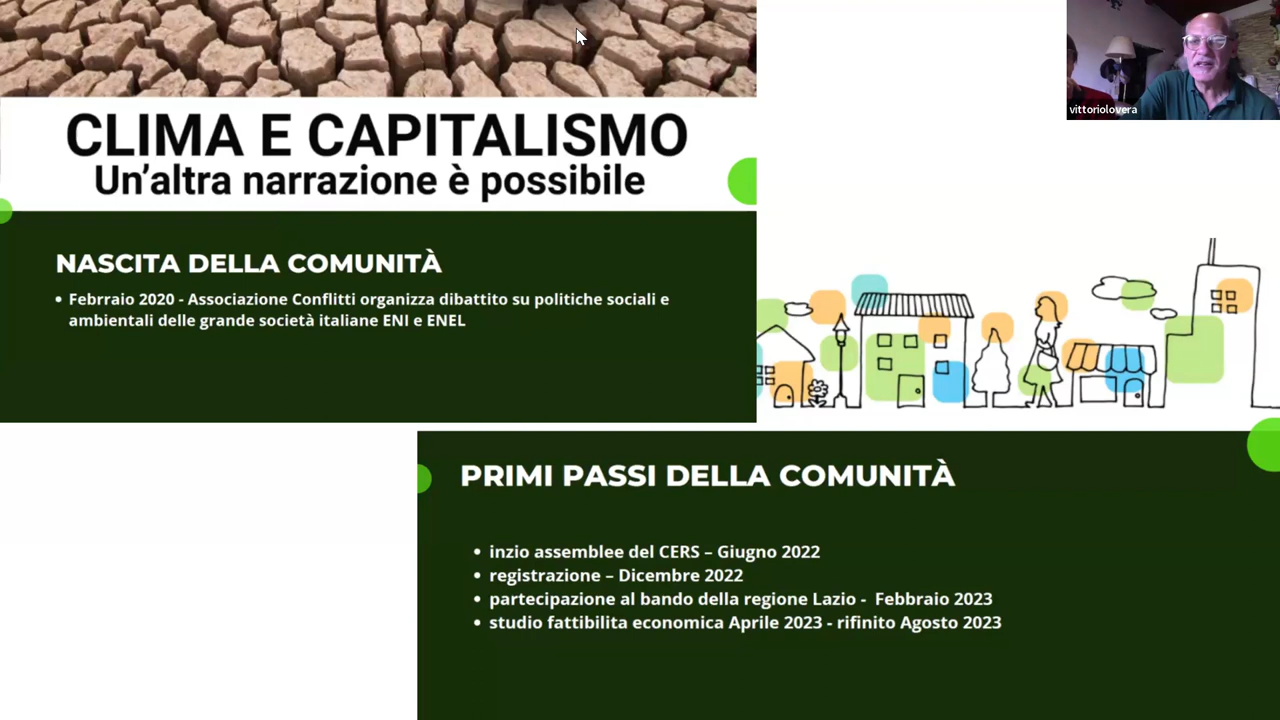 vittoriolovera
CLIMA E CAPITALISMO
Un'altra narrazione è possibile
NASCITA DELLA COMUNITÀ
• Febrraio 2020 - Associazione Conflitti organizza dibattito su politiche sociali e
ambientali delle grande società italiane ENI e ENEL
PRIMI PASSI DELLA COMUNITÀ
• inzio assemblee del CERS – Giugno 2022
• registrazione – Dicembre 2022
• partecipazione al bando della regione Lazio - Febbraio 2023
• studio fattibilita economica Aprile 2023 - rifinito Agosto 2023